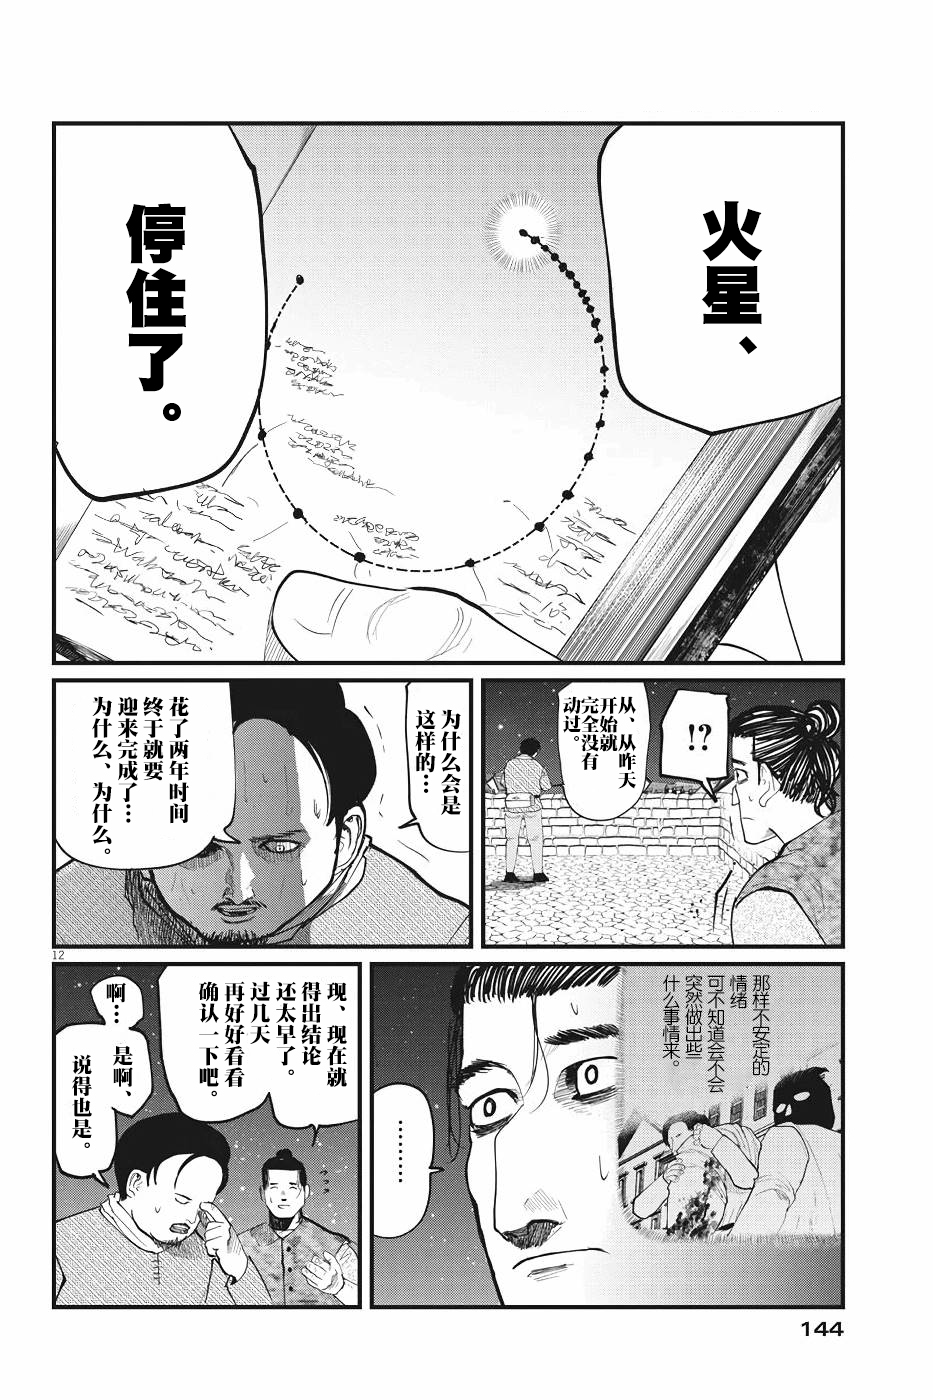 火星、
停住了。
!?
从、从昨天
开始就
完全没有
动过。
为什么会是
这样的…
花了两年时间
终于就要
迎来完成了…
为什么、为什么。
12
那样不安定的
情绪
可不知道会不会
突然做出些
什么事情来。
………
现、现在就
得出结论
还太早了。
过几天
再好好看看
确认一下吧。
啊… 是啊、
说得也是。
144